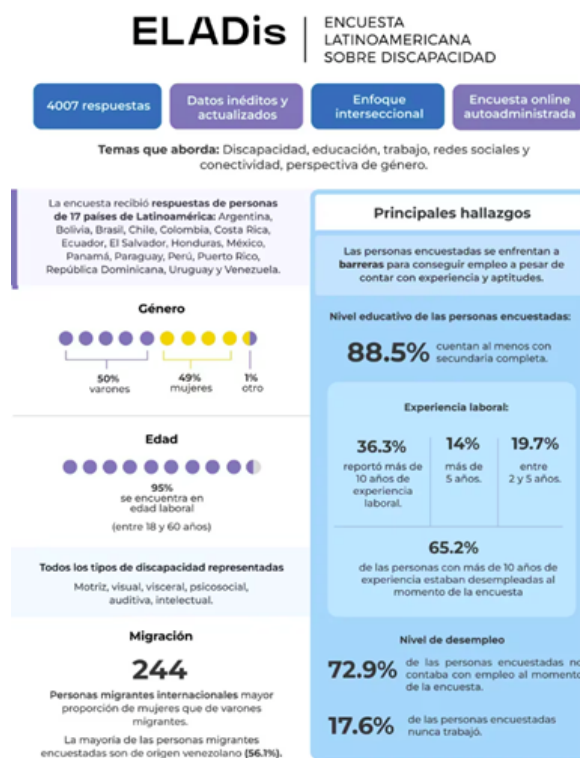 ELADis
ENCUESTA
LATINOAMERICANA
SOBRE DISCAPACIDAD
4007 respuestas
Datos inéditos y
actualizados
Enfoque
interseccional
Encuesta online
autoadministrada
Temas que aborda: Discapacidad, educación, trabajo, redes sociales y
conectividad, perspectiva de género.
La encuesta recibió respuestas de personas
de 17 países de Latinoamérica: Argentina,
Bolivia, Brasil, Chile, Colombia, Costa Rica,
Ecuador, El Salvador, Honduras, México,
Panamá, Paraguay, Perú, Puerto Rico,
República Dominicana, Uruguay y Venezuela.
Género
50%
varones
49%
mujeres
1%
otro
Edad
95%
se encuentra en
edad laboral
(entre 18 y 60 años)
Todos los tipos de discapacidad representadas
Motriz, visual, visceral, psicosocial,
auditiva, intelectual.
Migración
244
Personas migrantes internacionales mayor
proporción de mujeres que de varones
migrantes.
La mayoría de las personas migrantes
encuestadas son de origen venezolano (56.1%).
Principales hallazgos
Las personas encuestadas se enfrentan a
barreras para conseguir empleo a pesar de
contar con experiencia y aptitudes.
Nivel educativo de las personas encuestadas:
88.5%
cuentan al menos con
secundaria completa.
Experiencia laboral:
36.3%
reportó más de
10 años de
experiencia
laboral.
14%
más de
5 años.
19.7%
entre
2 y 5 años.
65.2%
de las personas con más de 10 años de
experiencia estaban desempleadas al
momento de la encuesta
Nivel de desempleo
72.9%
de las personas encuestadas no
contaba con empleo al momento
de la encuesta.
17.6%
de las personas encuestadas
nunca trabajó.